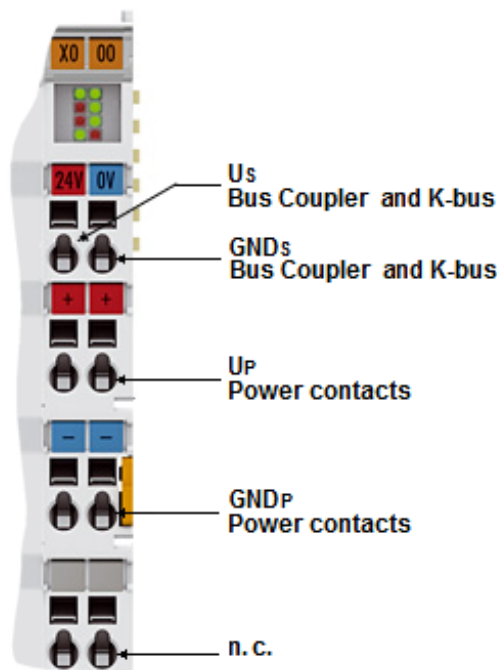 X0 00
24V 0V
Us
Bus Coupler and K-bus
GNDs
Bus Coupler and K-bus
+ +
UP
Power contacts
- -
GNDP
Power contacts
n. c.